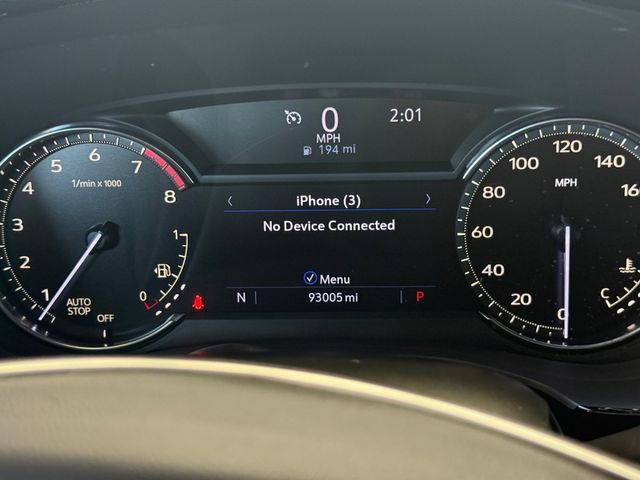 0
MPH
2:01
194 mi
1/min x 1000
1
2
3
4
5
6
7
8
AUTO
STOP
OFF
1
0
iPhone (3)
No Device Connected
Menu
N
93005 mi
P
MPH
0
20
40
60
80
100
120
140
C